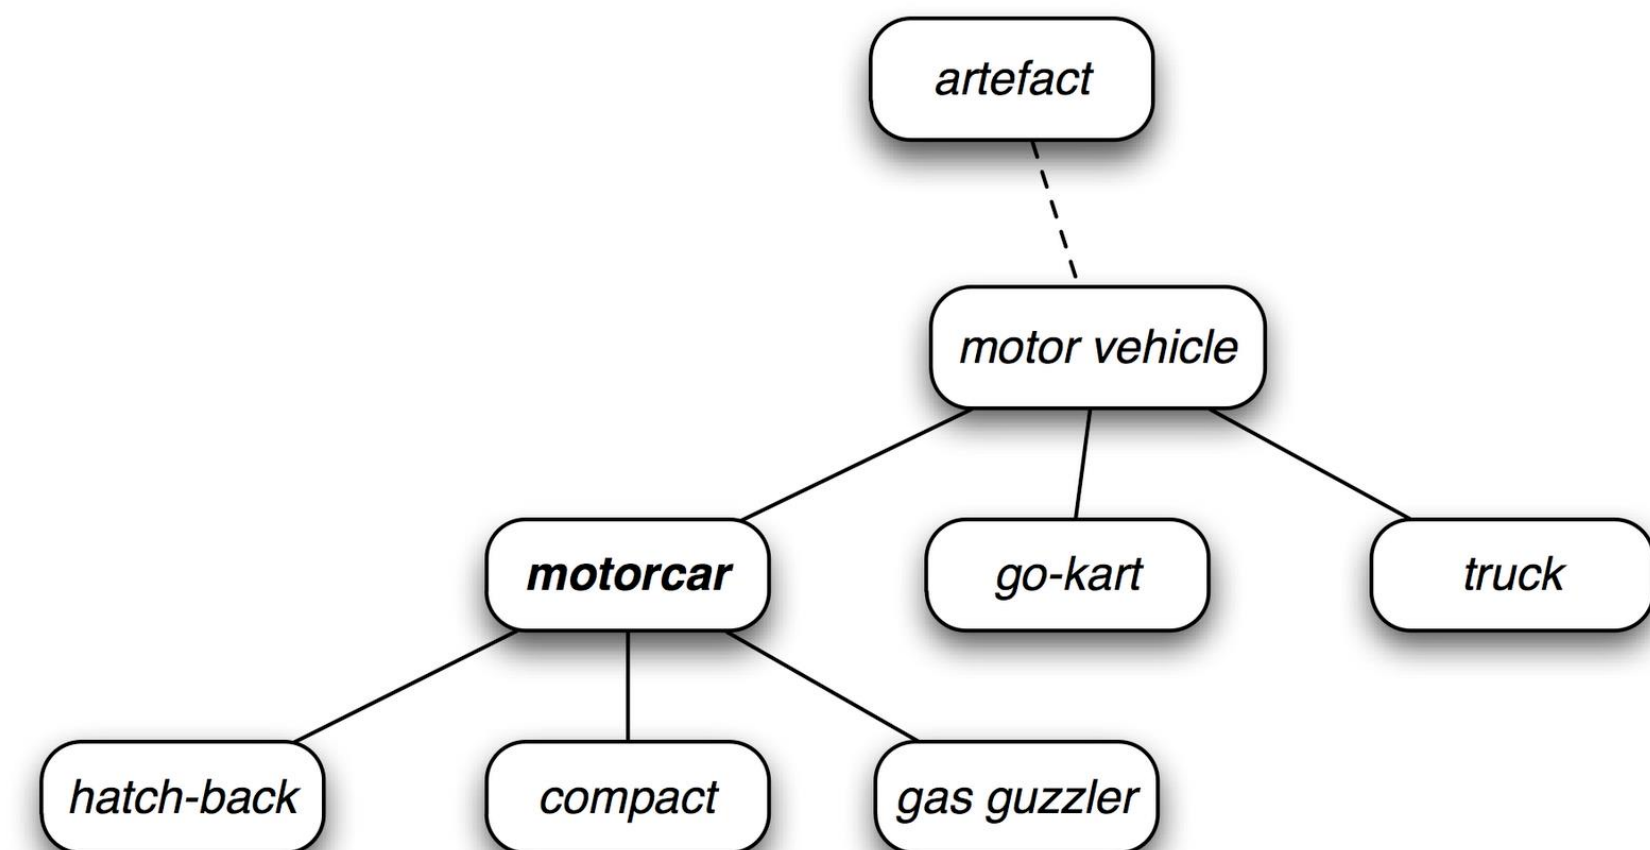 artefact
motor vehicle
motorcar
go-kart
truck
hatch-back
compact
gas guzzler